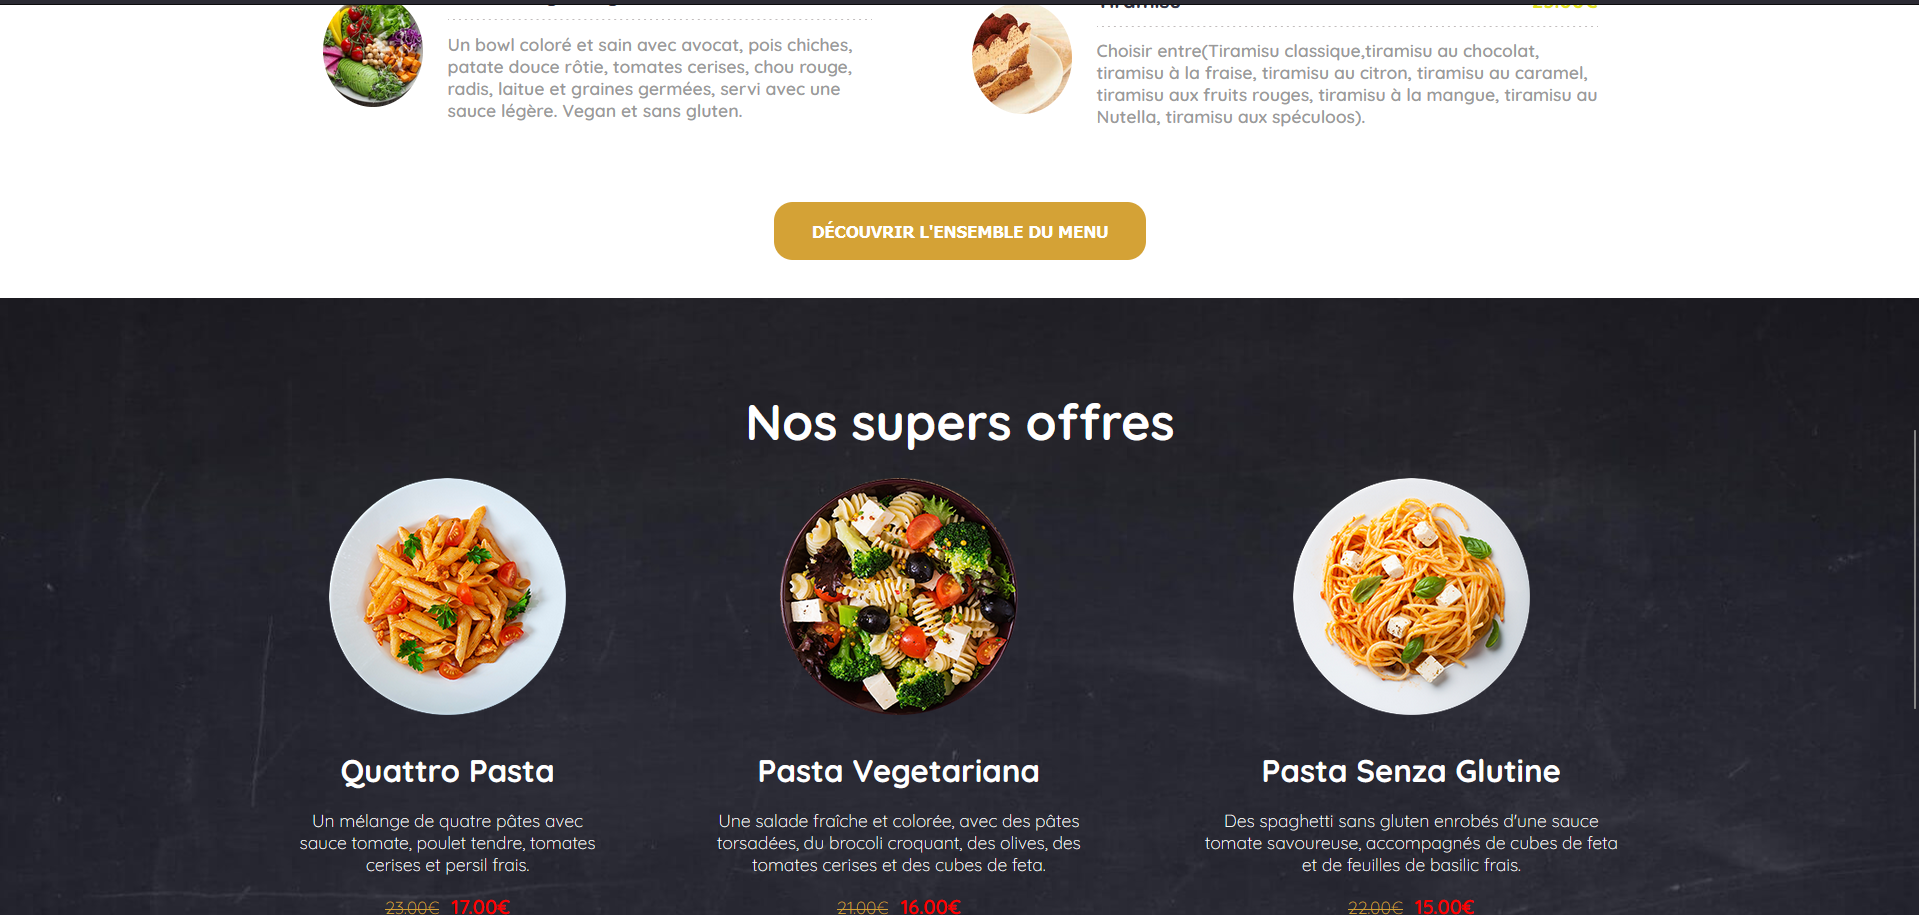 Tiramisu
Un bowl coloré et sain avec avocat, pois chiches,
patate douce rôtie, tomates cerises, chou rouge,
radis, laitue et graines germées, servi avec une
sauce légère. Vegan et sans gluten.
Choisir entre(Tiramisu classique,tiramisu au chocolat,
tiramisu à la fraise, tiramisu au citron, tiramisu au caramel,
tiramisu aux fruits rouges, tiramisu à la mangue, tiramisu au
Nutella, tiramisu aux spéculoos).
DÉCOUVRIR L'ENSEMBLE DU MENU
Nos supers offres
Quattro Pasta
Un mélange de quatre pâtes avec
sauce tomate, poulet tendre, tomates
cerises et persil frais.
23.00€ 17.00€
Pasta Vegetariana
Une salade fraîche et colorée, avec des pâtes
torsadées, du brocoli croquant, des olives, des
tomates cerises et des cubes de feta.
21.00€ 16.00€
Pasta Senza Glutine
Des spaghetti sans gluten enrobés d'une sauce
tomate savoureuse, accompagnés de cubes de feta
et de feuilles de basilic frais.
22.00€ 15.00€